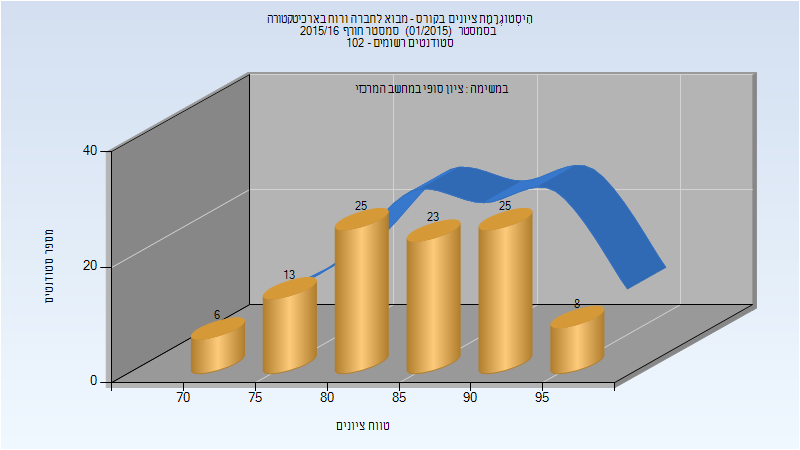 הִיסְטוֹגְרָמַת ציונים בקורס - מבוא לחברה ורוח בארכיטקטורה
בסמסטר (01/2015) סמסטר חורף 2015/16
סטודנטים רשומים - 102
במשימה : ציון סופי במחשב המרכזי
מספר סטודנטים
40
20
0
6
13
25
23
25
8
70 75 80 85 90 95
טווח ציונים